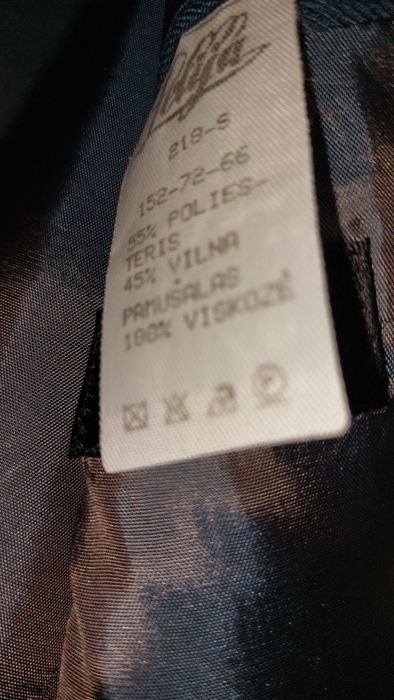 218-S
152-72-66
55% POLIES-
TERIS
45% VILNA
PAMUŠALAS
100% VISKOZĖ
P